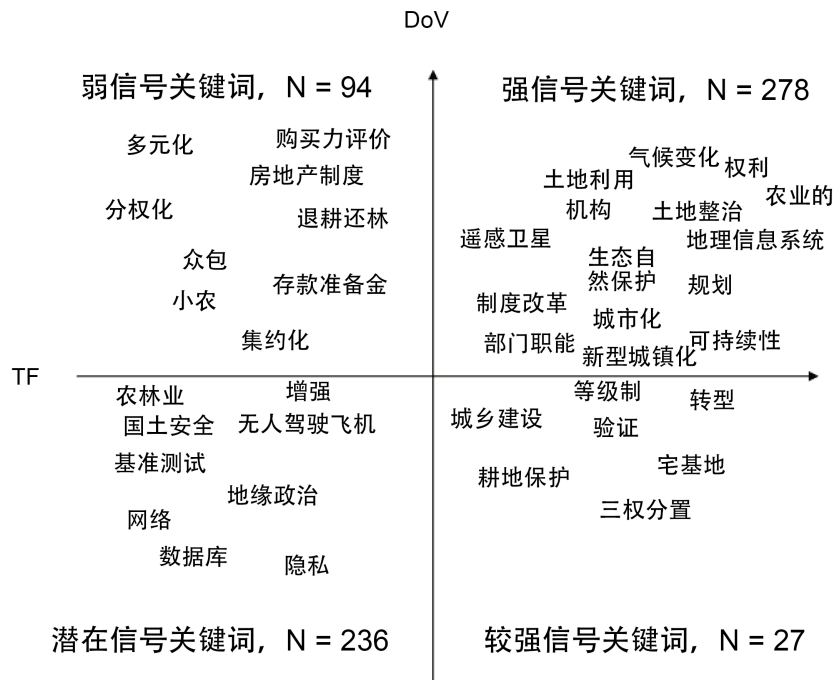 DoV
弱信号关键词，N = 94
强信号关键词，N = 278
多元化
购买力评价
房地产制度
分权化
退耕还林
众包
存款准备金
小农
集约化
气候变化
权利
土地利用
农业的
机构
土地整治
遥感卫星
地理信息系统
生态自
然保护
规划
制度改革
城市化
部门职能
可持续性
新型城镇化
TF
农林业
增强
国土安全
无人驾驶飞机
基准测试
地缘政治
网络
数据库
隐私
等级制
转型
城乡建设
验证
耕地保护
宅基地
三权分置
潜在信号关键词，N = 236
较强信号关键词，N = 27